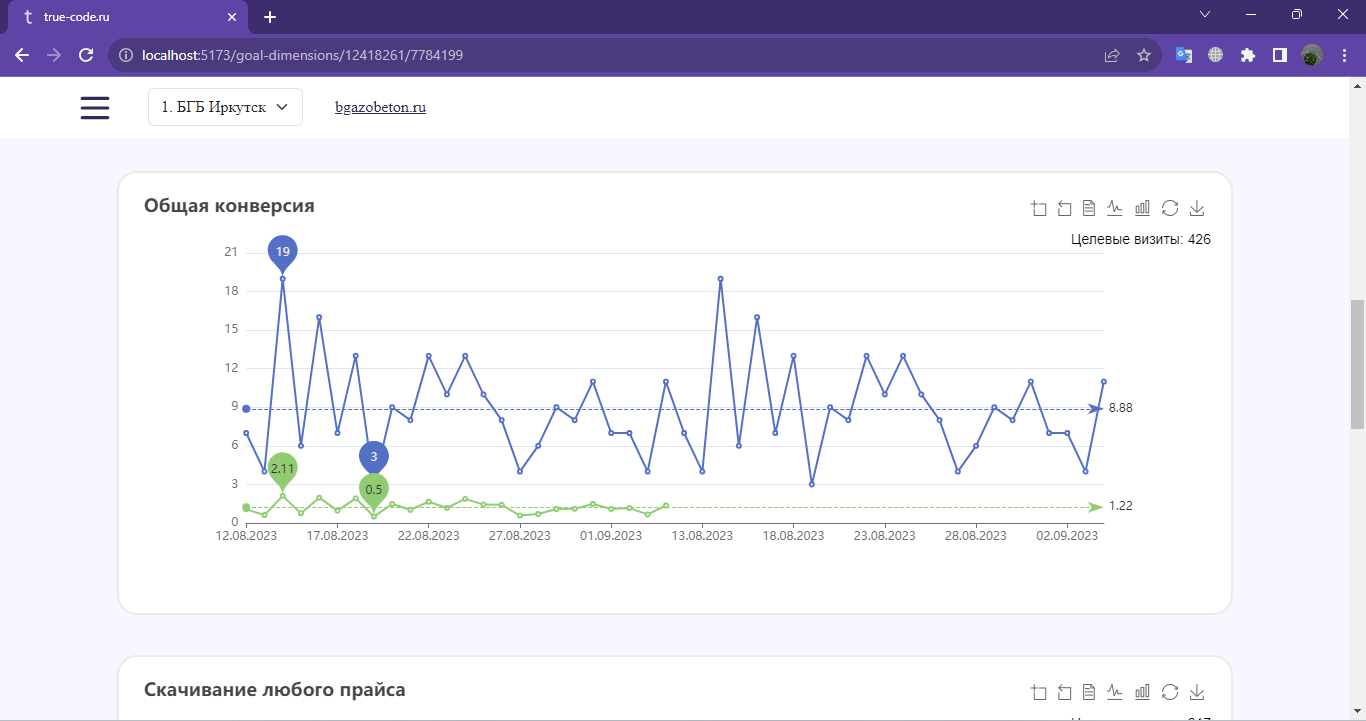 true-code.ru
localhost:5173/goal-dimensions/12418261/7784199
1. БГБ Иркутск
bgazobeton.ru
Общая конверсия
Целевые визиты: 426
21
18
15
12
9
6
3
0
19
3
2.11
0.5
8.88
1.22
12.08.2023 17.08.2023 22.08.2023 27.08.2023 01.09.2023 13.08.2023 18.08.2023 23.08.2023 28.08.2023 02.09.2023
Скачивание любого прайса